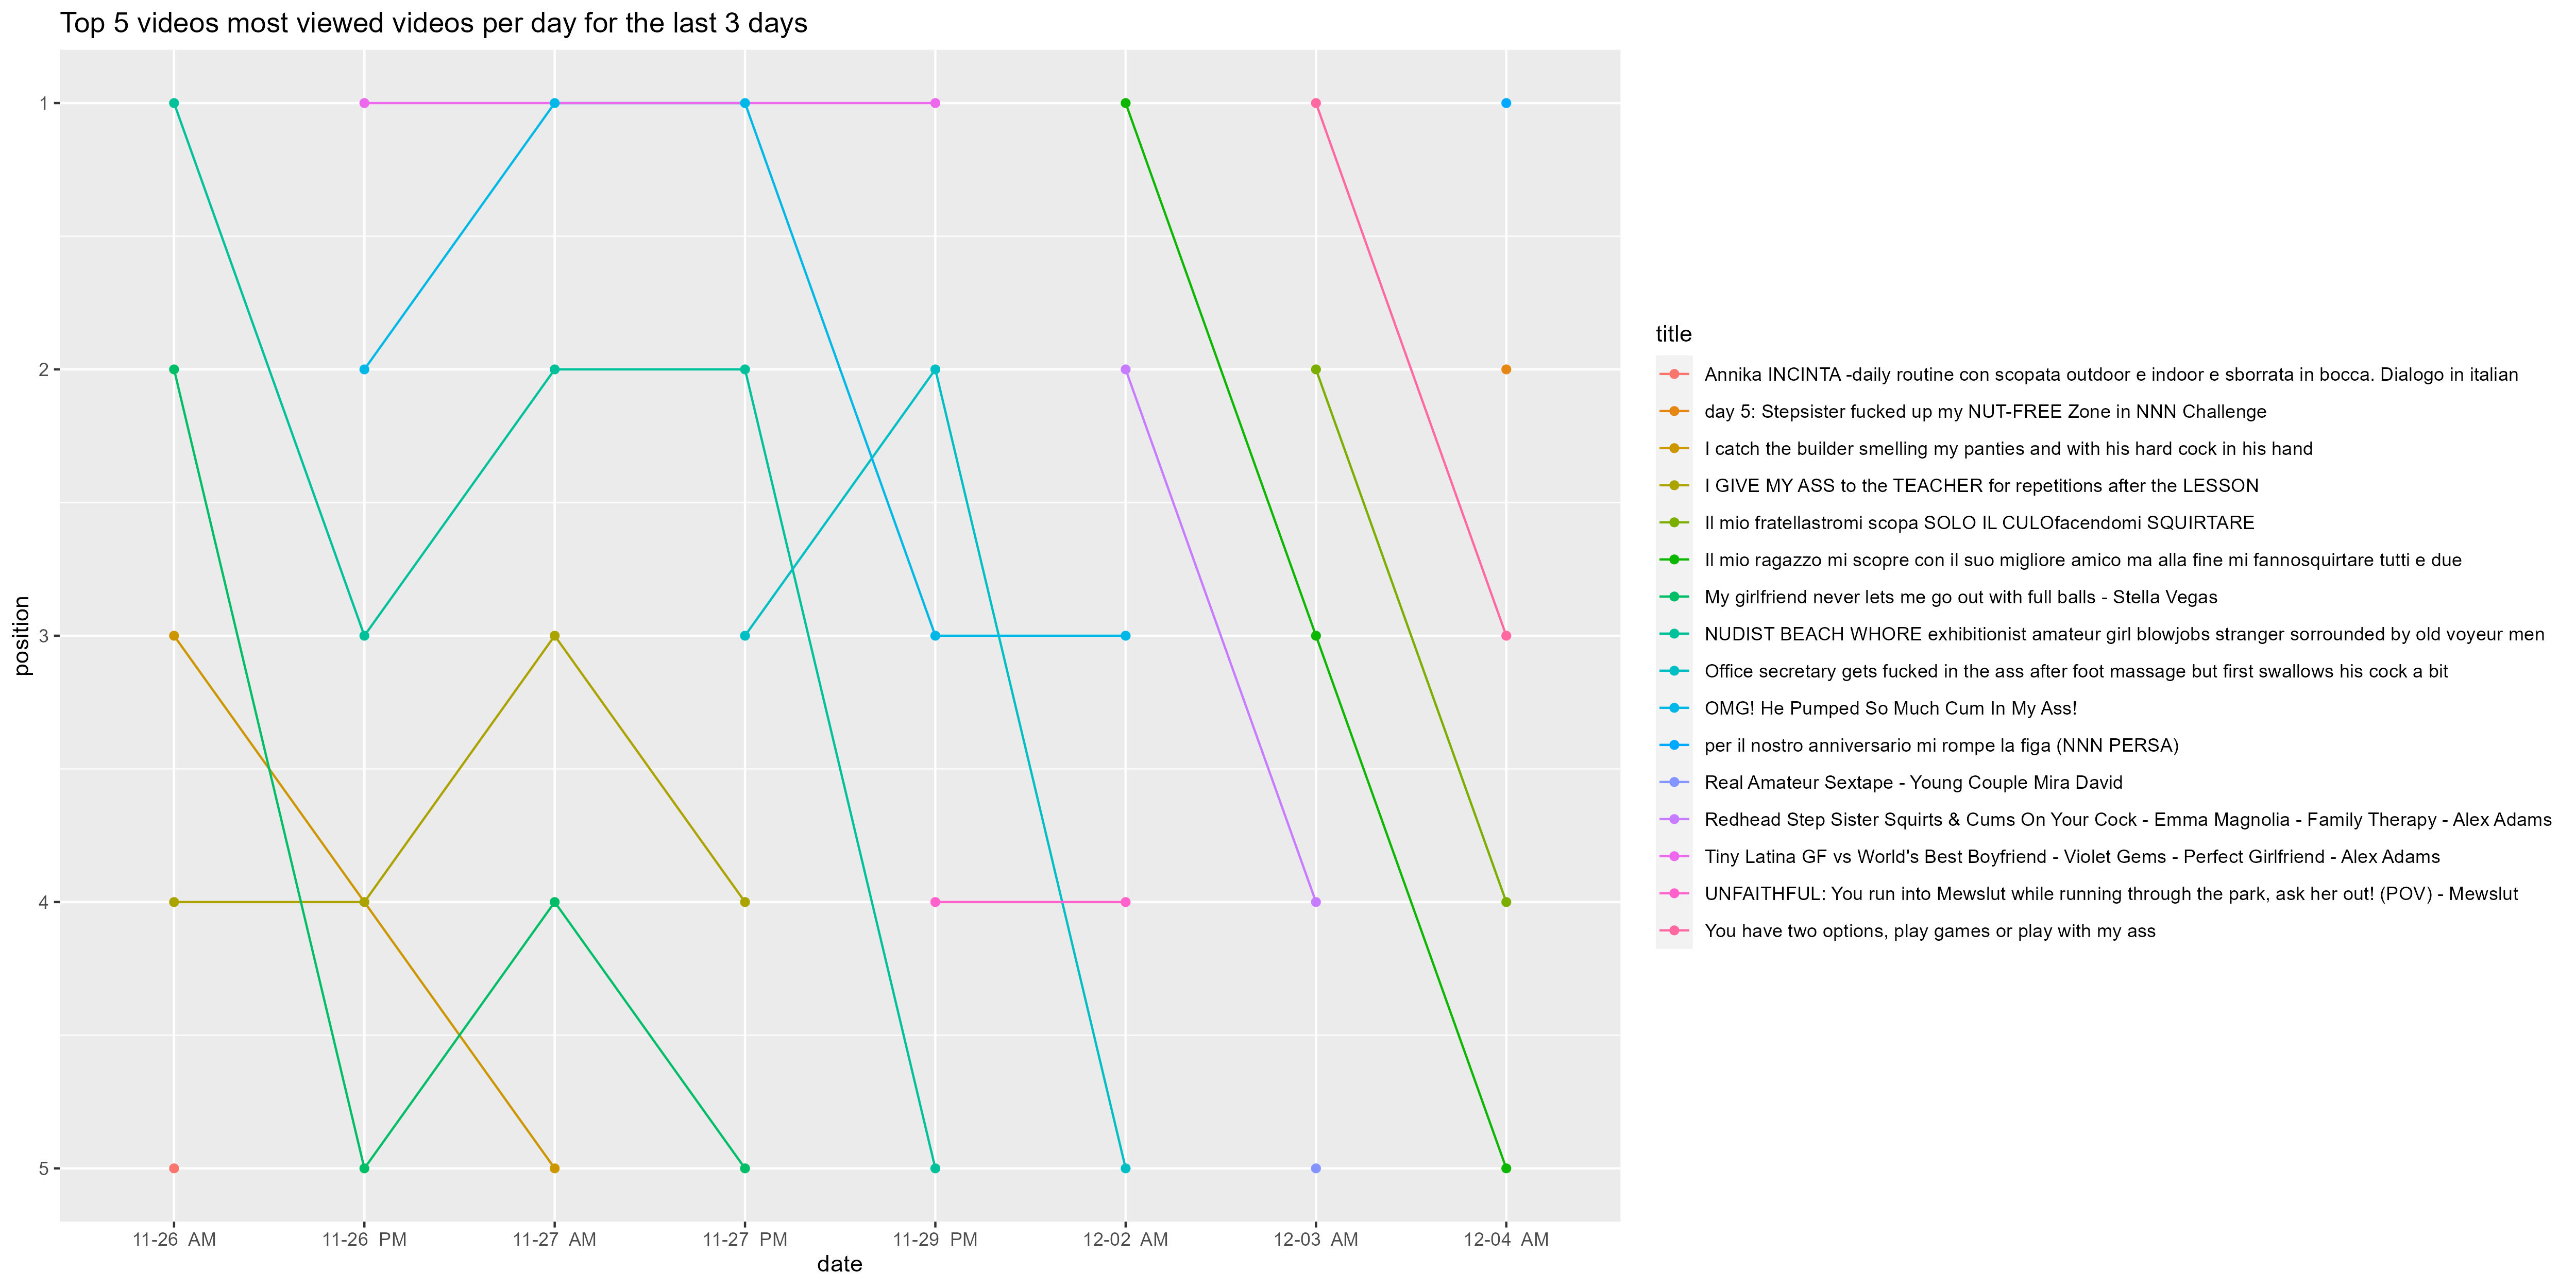 Top 5 videos most viewed videos per day for the last 3 days
position
1
2
3
4
5
11-26 AM
11-26 PM
11-27 AM
11-27 PM
11-29 PM
12-02 AM
12-03 AM
12-04 AM
date
title
Annika INCINTA -daily routine con scopata outdoor e indoor e sborrata in bocca. Dialogo in italian
day 5: Stepsister fucked up my NUT-FREE Zone in NNN Challenge
I catch the builder smelling my panties and with his hard cock in his hand
I GIVE MY ASS to the TEACHER for repetitions after the LESSON
Il mio fratellastromi scopa SOLO IL CULOfacendomi SQUIRTARE
Il mio ragazzo mi scopre con il suo migliore amico ma alla fine mi fannosquirtare tutti e due
My girlfriend never lets me go out with full balls - Stella Vegas
NUDIST BEACH WHORE exhibitionist amateur girl blowjobs stranger sorrounded by old voyeur men
Office secretary gets fucked in the ass after foot massage but first swallows his cock a bit
OMG! He Pumped So Much Cum In My Ass!
per il nostro anniversario mi rompe la figa (NNN PERSA)
Real Amateur Sextape - Young Couple Mira David
Redhead Step Sister Squirts & Cums On Your Cock - Emma Magnolia - Family Therapy - Alex Adams
Tiny Latina GF vs World's Best Boyfriend - Violet Gems - Perfect Girlfriend - Alex Adams
UNFAITHFUL: You run into Mewslut while running through the park, ask her out! (POV) - Mewslut
You have two options, play games or play with my ass